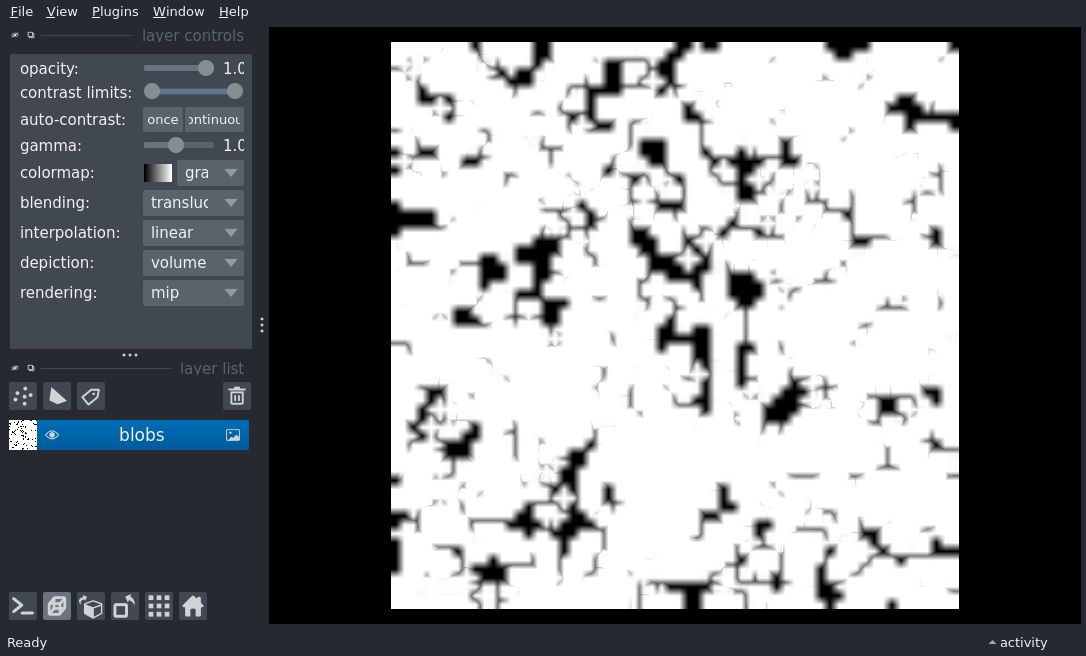 File View Plugins Window Help
layer controls
opacity: 1.0
contrast limits:
auto-contrast: once ontinuou
gamma: 1.0
colormap: gra
blending: transluc
interpolation: linear
depiction: volume
rendering: mip
layer list
blobs
Ready activity